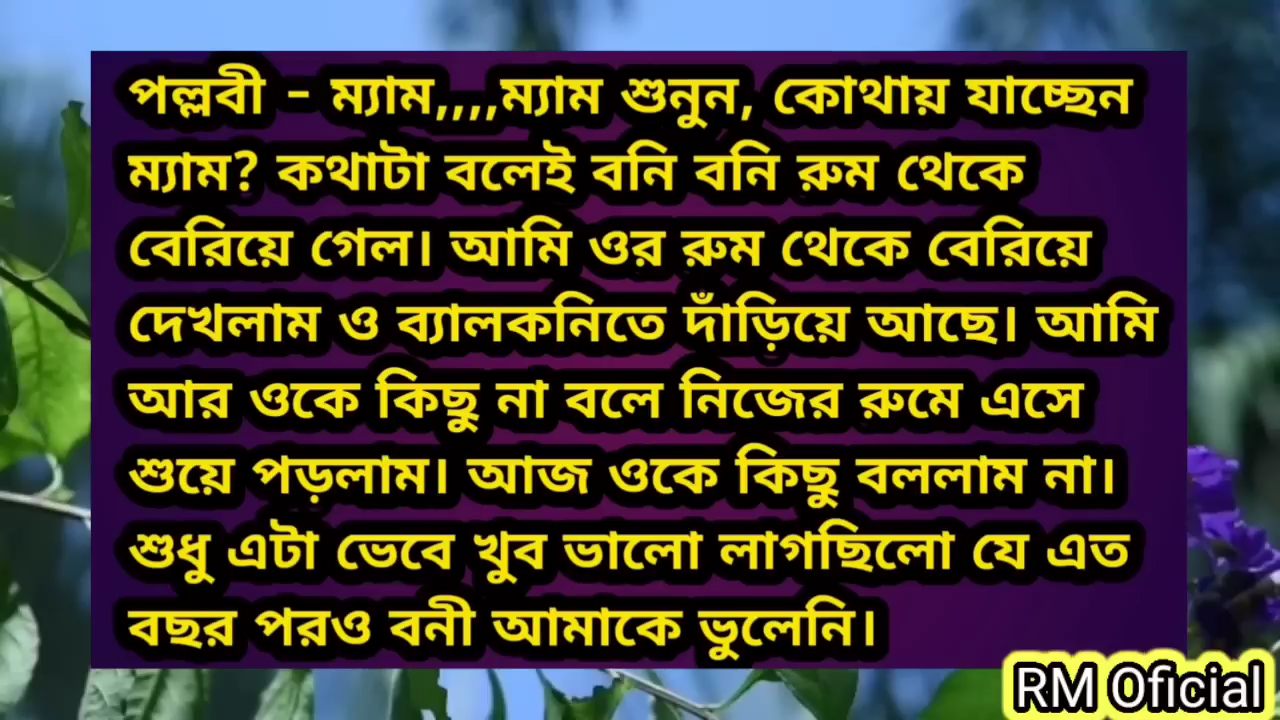 পল্লবী - ম্যাম,,,,ম্যাম শুনুন, কোথায় যাচ্ছেন
ম্যাম? কথাটা বলেই বনি বনি রুম থেকে
বেরিয়ে গেল। আমি ওর রুম থেকে বেরিয়ে
দেখলাম ও ব্যালকনিতে দাঁড়িয়ে আছে। আমি
আর ওকে কিছু না বলে নিজের রুমে এসে
শুয়ে পড়লাম। আজ ওকে কিছু বললাম না।
শুধু এটা ভেবে খুব ভালো লাগছিলো যে এত
বছর পরও বনী আমাকে ভুলেনি।
RM Oficial